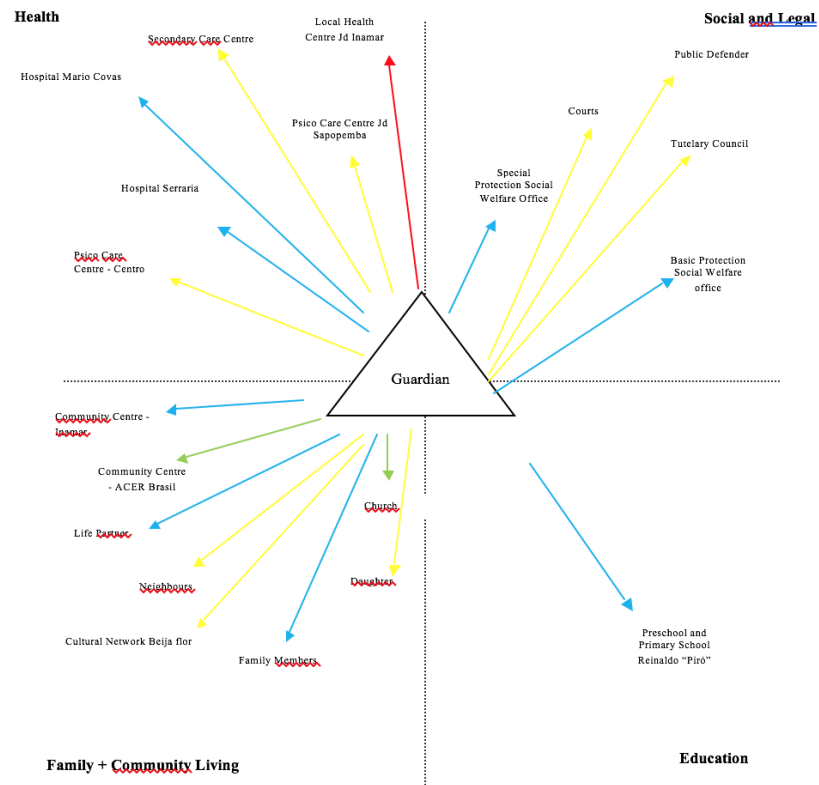 Health
Social and Legal
Local Health
Centre Jd Inamar
Secondary Care Centre
Public Defender
Hospital Mario Covas
Courts
Psico Care Centre Jd
Sapopemba
Tutelary Council
Special
Protection Social
Welfare Office
Hospital Serraria
Psico Care
Centre - Centro
Basic Protection
Social Welfare
office
Guardian
Community Centre -
Inamar
Community Centre
- ACER Brasil
Church
Life Partner
Daughter
Neighbours
Cultural Network Beija flor
Family Members
Preschool and
Primary School
Reinaldo “Piró”
Education
Family + Community Living